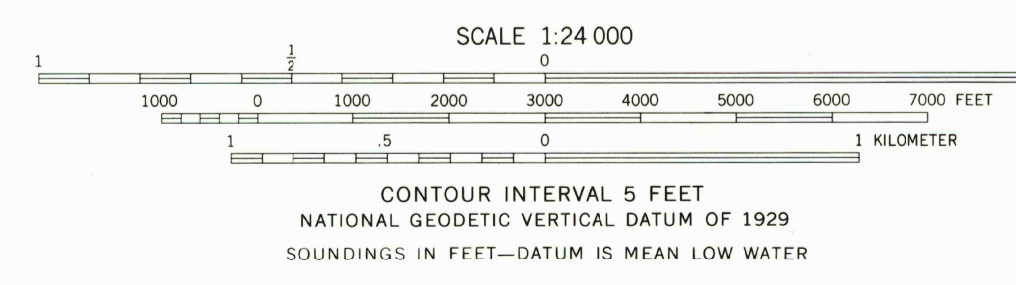 SCALE 1:24 000
1 1/2 0
1000 0 1000 2000 3000 4000 5000 6000 7000 FEET
1 .5 0 1 KILOMETER
CONTOUR INTERVAL 5 FEET
NATIONAL GEODETIC VERTICAL DATUM OF 1929
SOUNDINGS IN FEET—DATUM IS MEAN LOW WATER